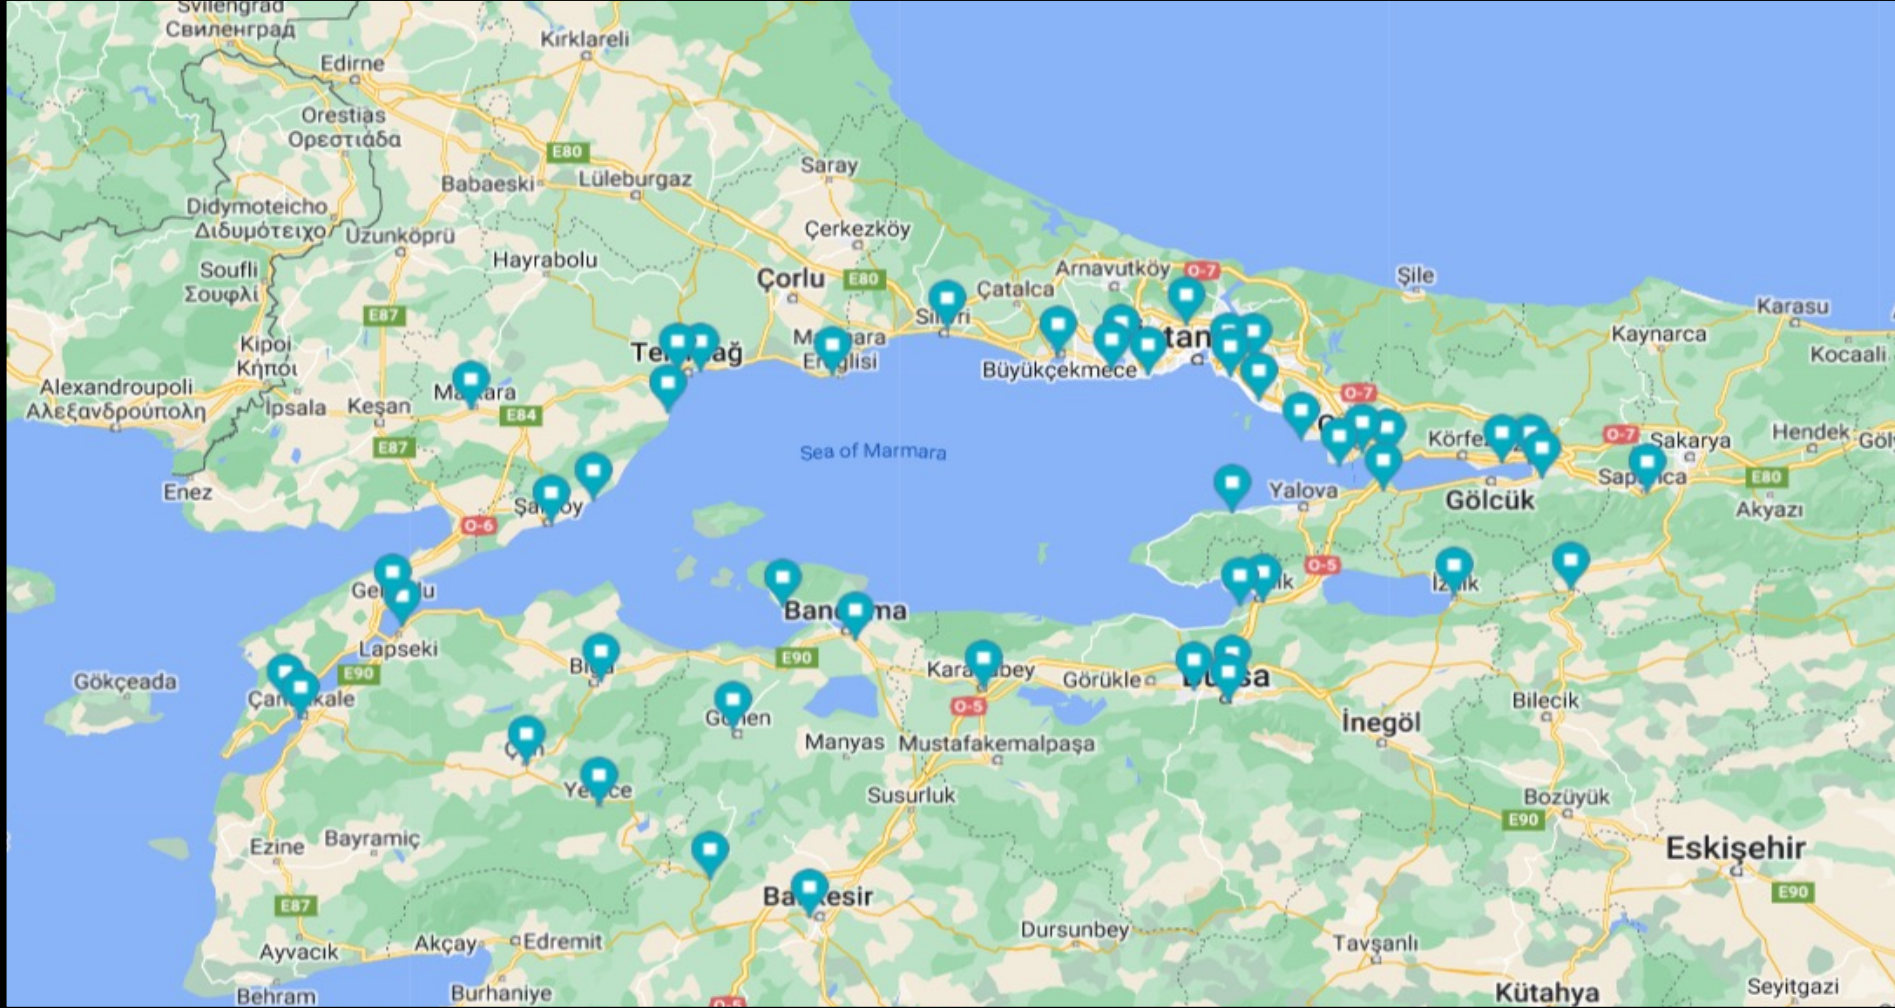 Svilengrad
Свиленград
Kırklareli
Edirne
Orestias
Ορεστιάδα
E80
Saray
Babaeski
Lüleburgaz
Didymoteicho
Διδυμότειχο
Uzunköprü
Çerkezköy
Hayrabolu
Soufli
Σουφλί
Çorlu
E80
Çatalca
Arnavutköy
O-7
Şile
Karasu
E87
Kaynarca
Kocaali
Kipoi
Κήποι
Büyükçekmece
Alexandroupoli
Αλεξανδρούπολη
İpsala
Keşan
E84
O-7
E87
Sea of Marmara
O-7
Sakarya
Hendek
E80
Enez
Yalova
Gölcük
Akyazı
O-6
O-5
Lapseki
E90
E90
Gökçeada
Görükle
O-5
Bilecik
İnegöl
Manyas
Mustafakemalpaşa
Susurluk
Bozüyük
E90
Ezine
Bayramiç
Eskişehir
E90
E87
Dursunbey
Ayvacık
Akçay
Edremit
Tavşanlı
Behram
Burhaniye
O-5
Kütahya
Seyitgazi